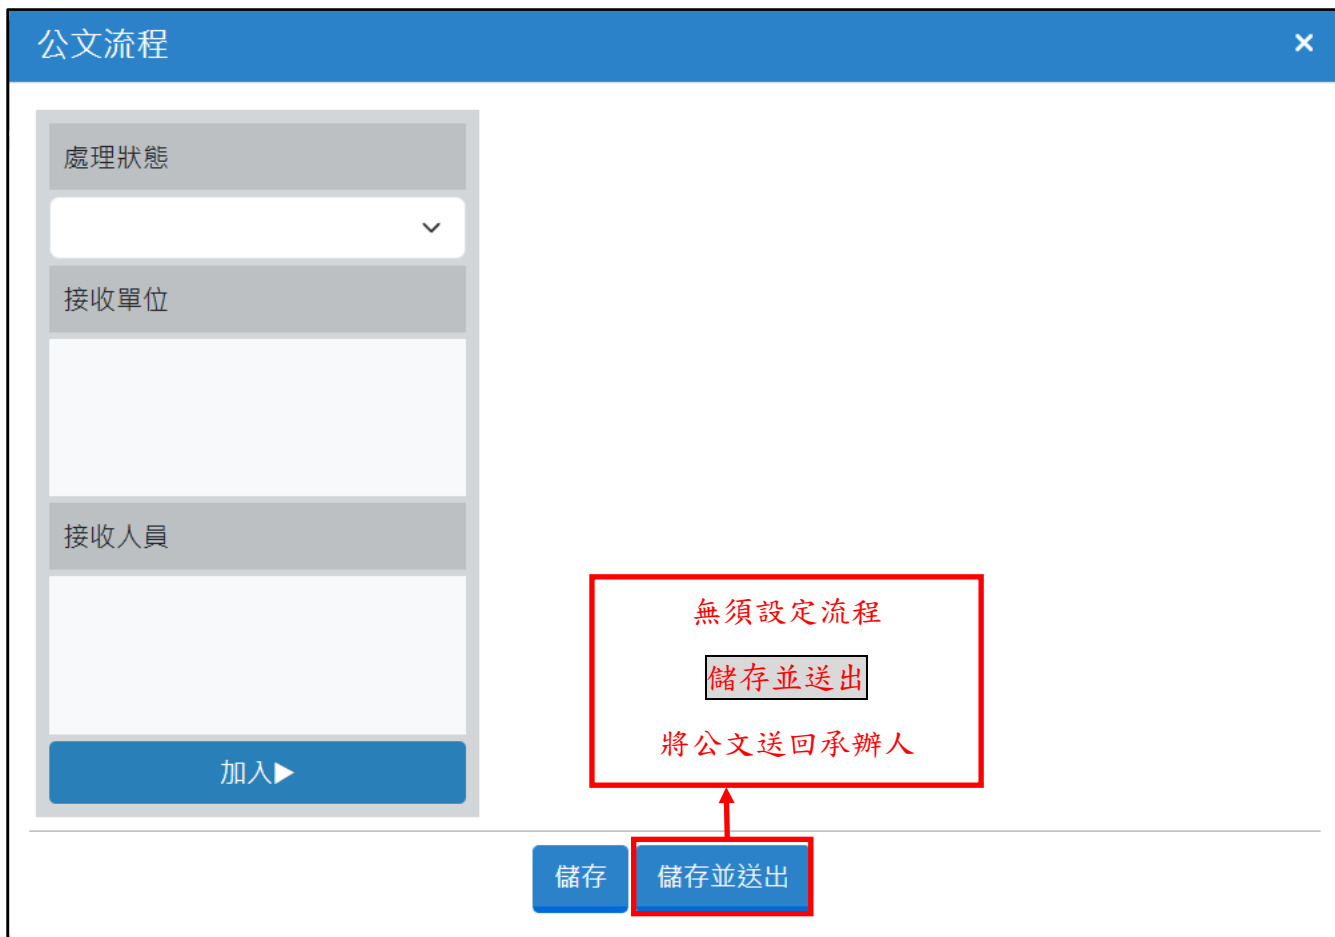 公文流程
處理狀態
接收單位
接收人員
加入▶
無須設定流程
儲存並送出
將公文送回承辦人
儲存
儲存並送出